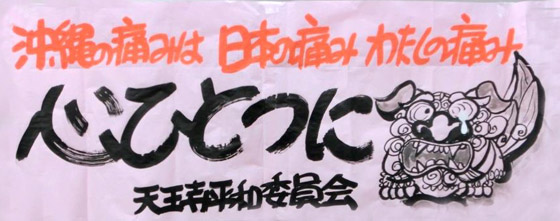 沖縄の痛みは 日本の痛み わたしの痛み
心ひとつに
天王寺平和委員会